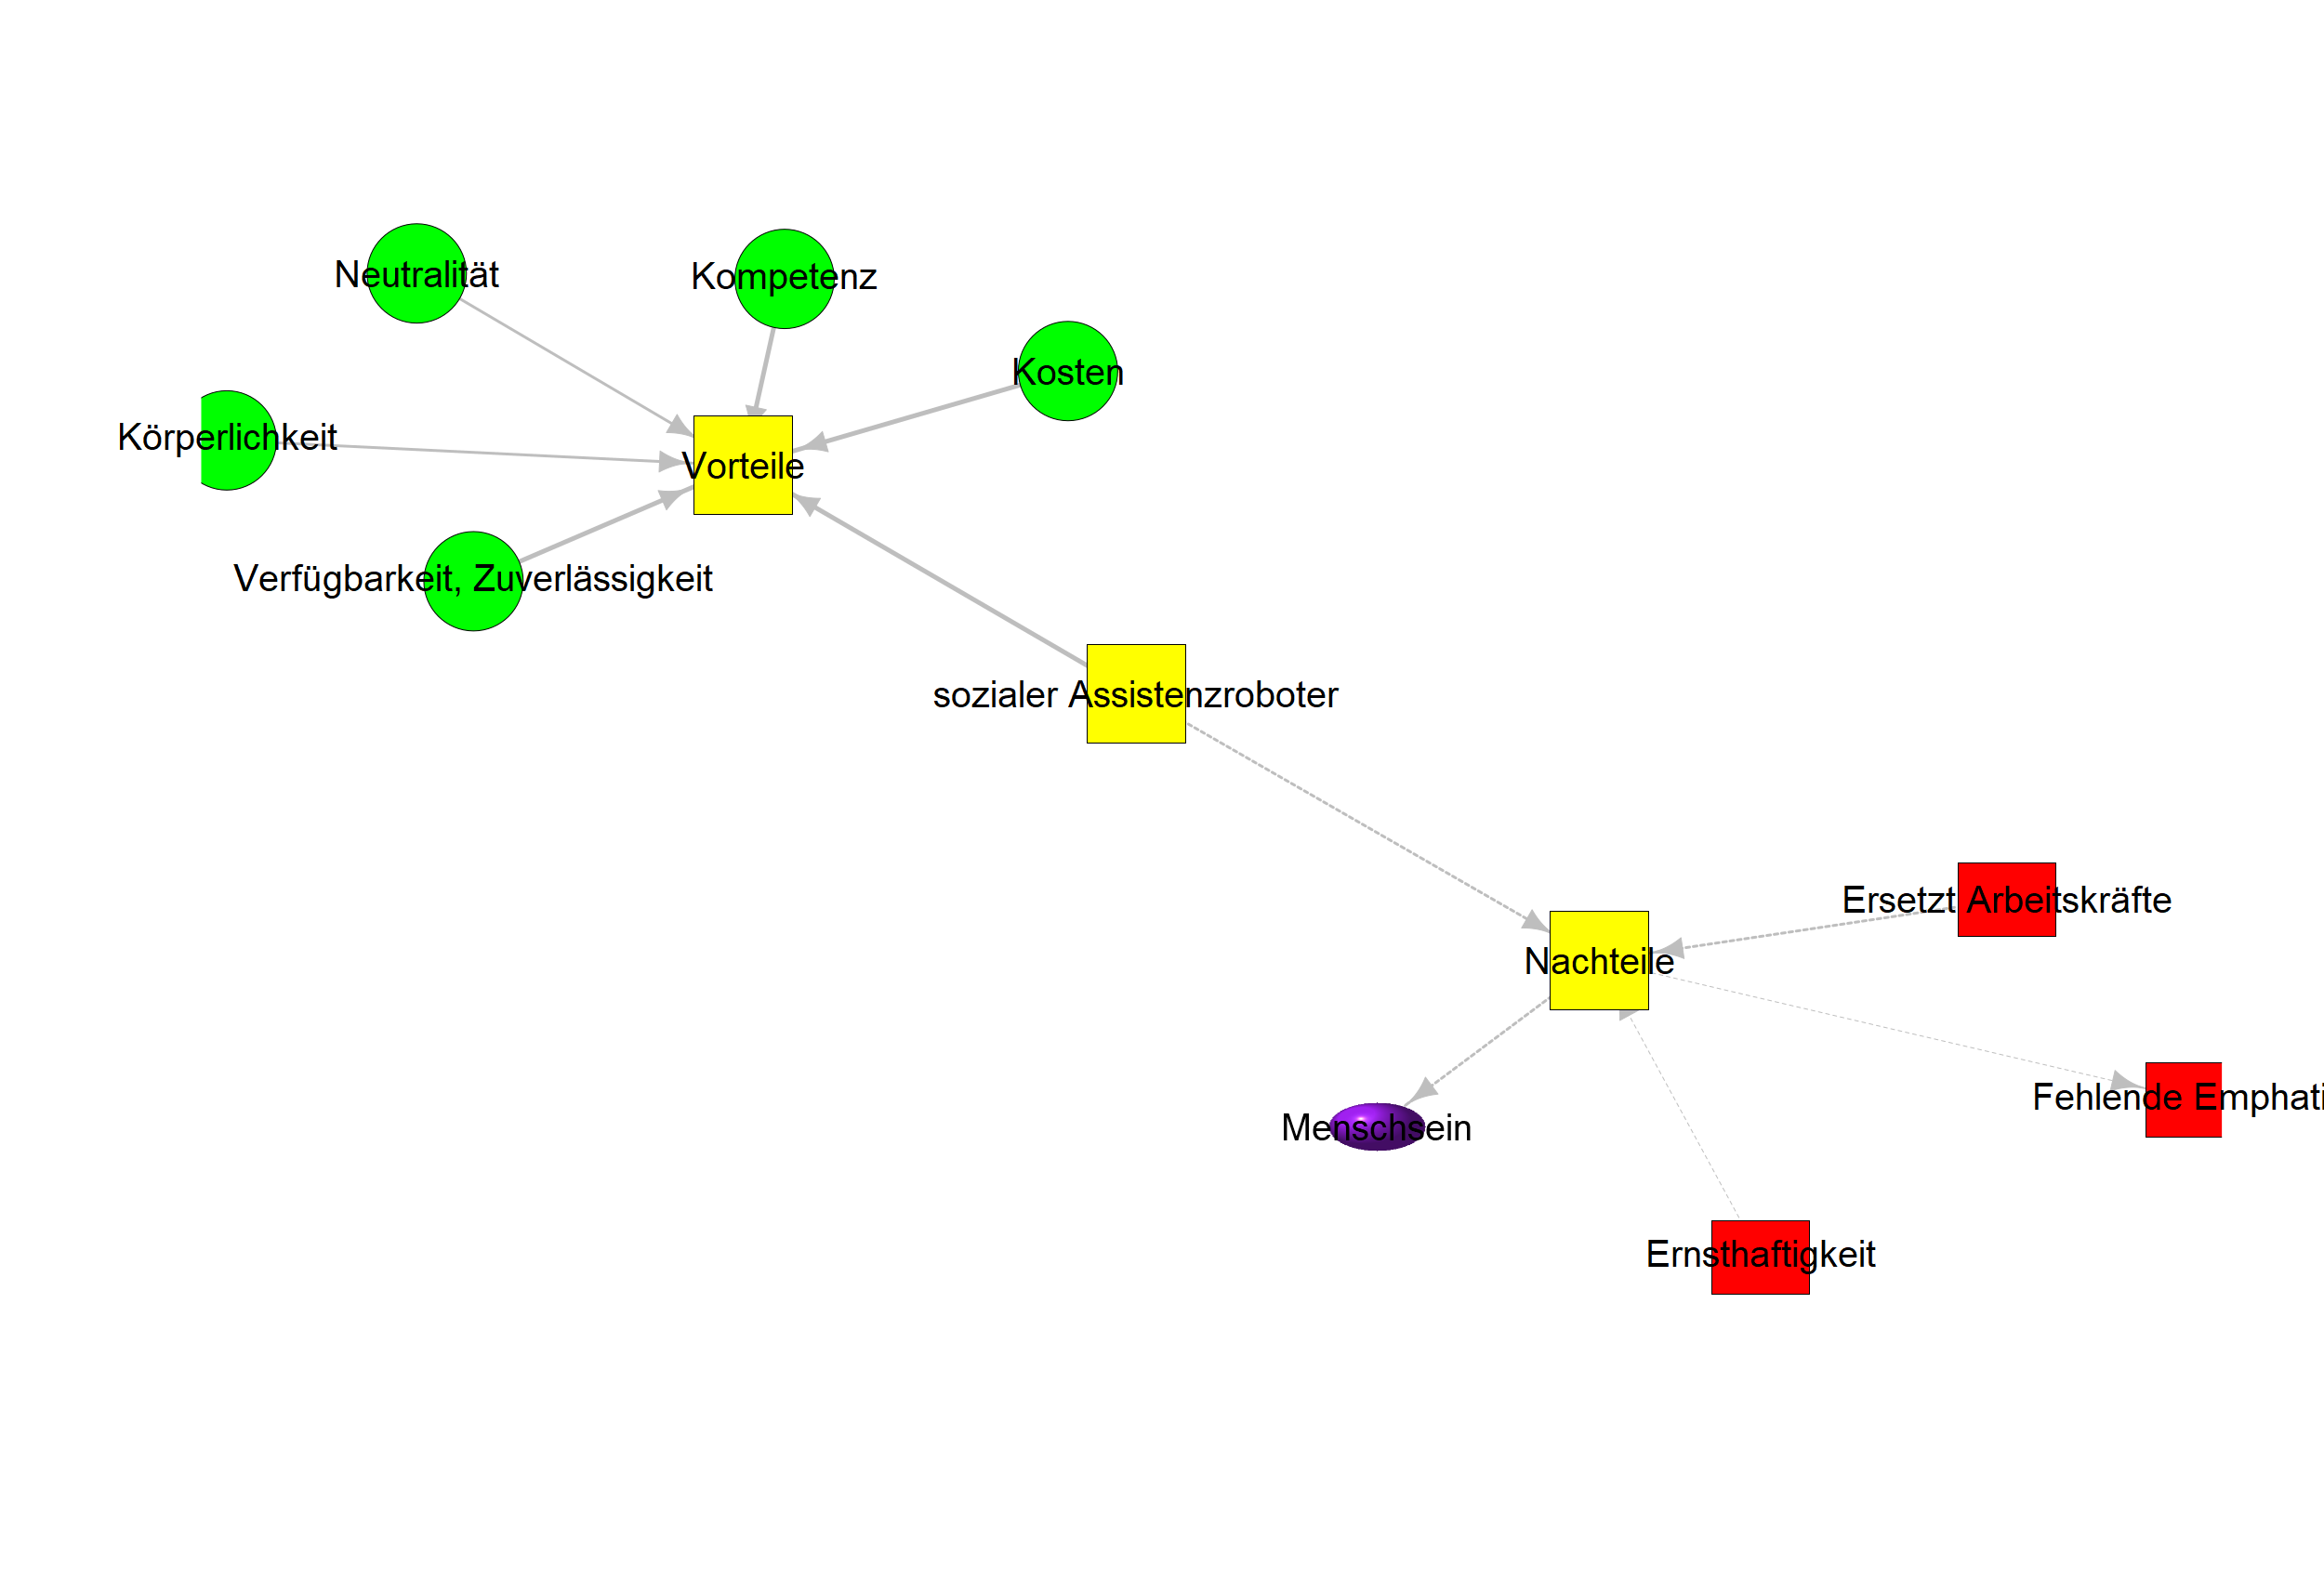 Neutralität
Kompetenz
Kosten
Körperlichkeit
Vorteile
Verfügbarkeit, Zuverlässigkeit
sozialer Assistenzroboter
Ersetzt Arbeitskräfte
Nachteile
Fehlende Emphati
Menschsein
Ernsthaftigkeit